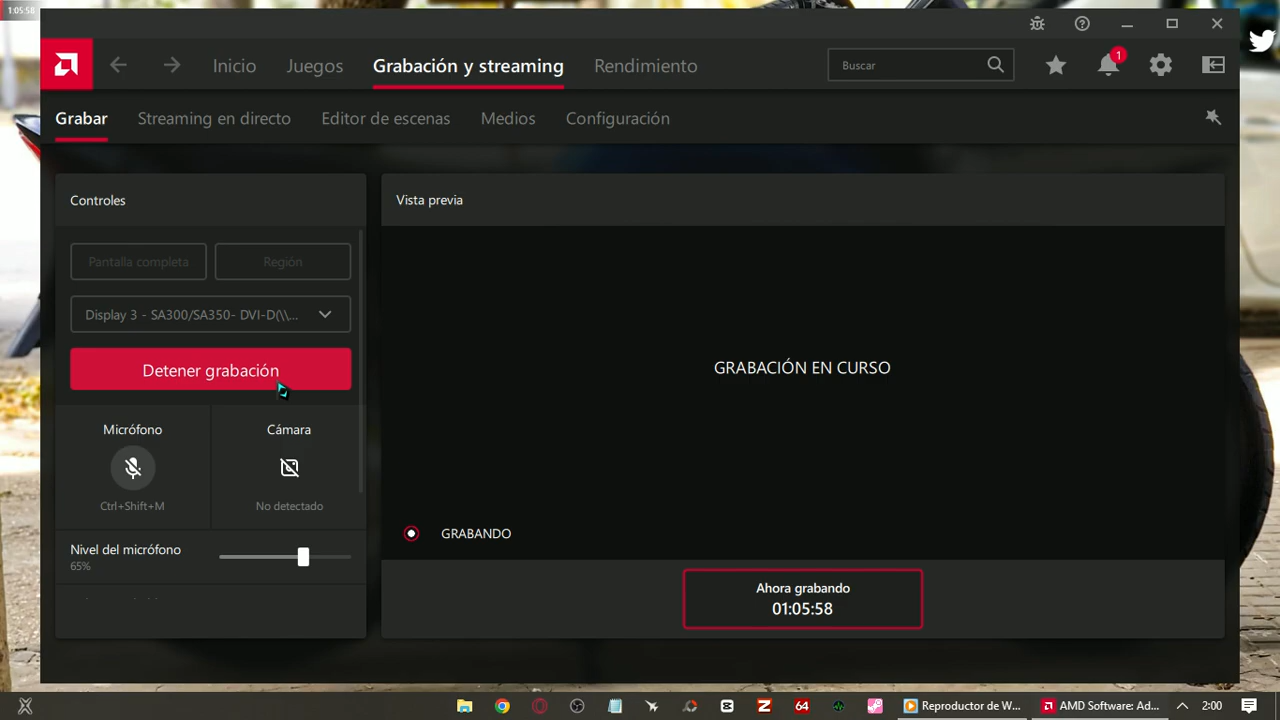 1:05:58
Inicio
Juegos
Grabación y streaming
Rendimiento
Buscar
1
Grabar
Streaming en directo
Editor de escenas
Medios
Configuración
Controles
Pantalla completa
Región
Display 3 - SA300/SA350- DVI-D(\\...
Detener grabación
Micrófono
Cámara
Ctrl+Shift+M
No detectado
Nivel del micrófono
65%
Vista previa
GRABACIÓN EN CURSO
GRABANDO
Ahora grabando
01:05:58
64
Reproductor de W...
AMD Software: Ad...
2:00